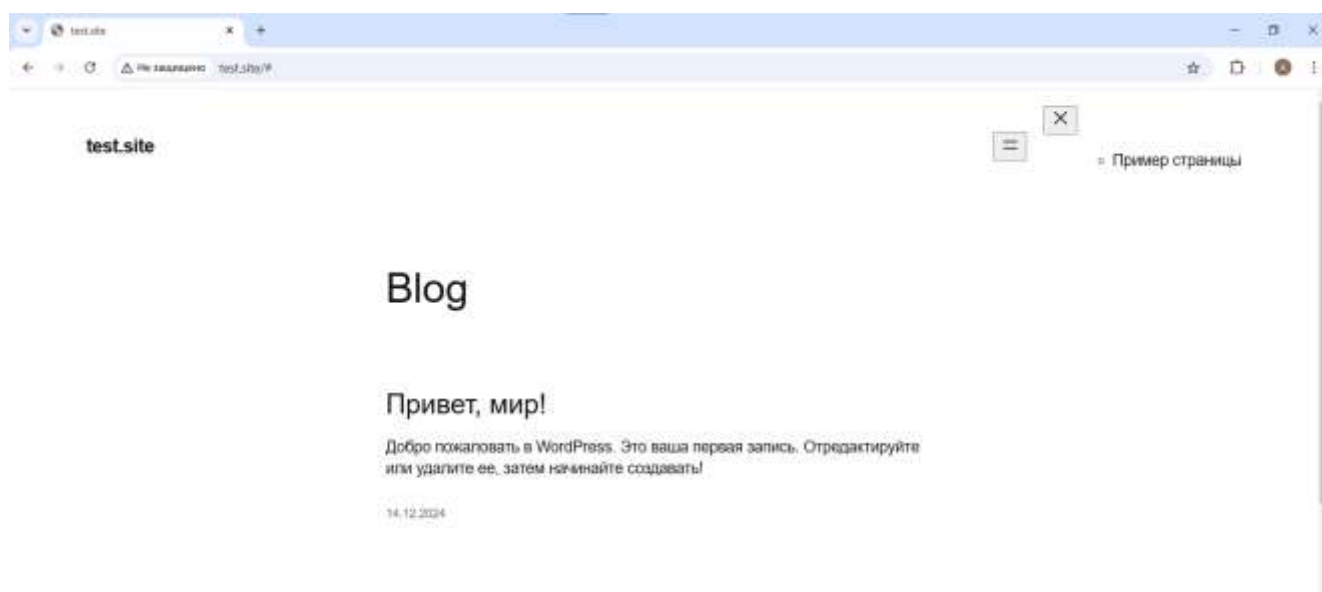 test.site
Не защищено test.site/#
test.site
Пример страницы
Blog
Привет, мир!
Добро пожаловать в WordPress. Это ваша первая запись. Отредактируйте
или удалите ее, затем начинайте создавать!
14.12.2024